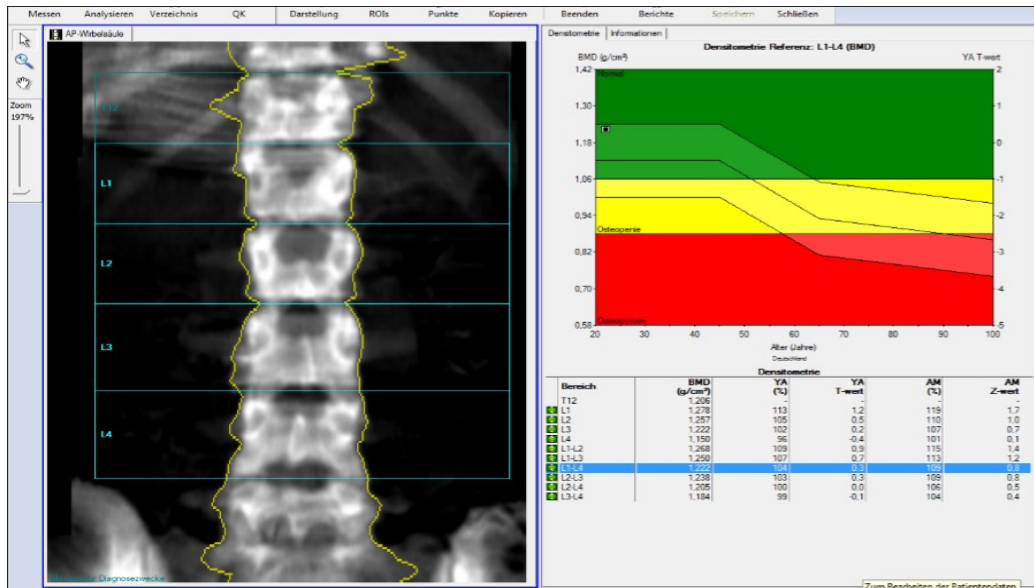 Messen Analysieren Verzeichnis QK Darstellung ROIs Punkte Kopieren Beenden Berichte Speichern Schließen
AP-Wirbelsäule
Zoom
197%
T12
L1
L2
L3
L4
Diagnosezwecke
Densitometrie Informationen
Densitometrie Referenz: L1-L4 (BMD)
BMD (g/cm²) YA T-wert
1,42 Normal 2
1,30 1
1,18 0
1,06 -1
0,94 -2
Osteopenie
0,82 -3
0,70 -4
0,58 Osteoporose -5
20 30 40 50 60 70 80 90 100
Alter (Jahre)
Deutschland
Densitometrie
Bereich BMD (g/cm²) YA (%) YA T-wert AM (%) AM Z-wert
T12 1,206 - - - -
L1 1,278 113 1,2 119 1,7
L2 1,257 105 0,5 110 1,0
L3 1,222 102 0,2 107 0,7
L4 1,150 96 -0,4 101 0,1
L1-L2 1,268 109 0,9 115 1,4
L1-L3 1,250 107 0,7 113 1,2
L1-L4 1,222 104 0,3 109 0,8
L2-L3 1,238 103 0,3 109 0,8
L2-L4 1,205 100 0,0 106 0,5
L3-L4 1,184 99 -0,1 104 0,4
Zum Bearbeiten der Patientendaten